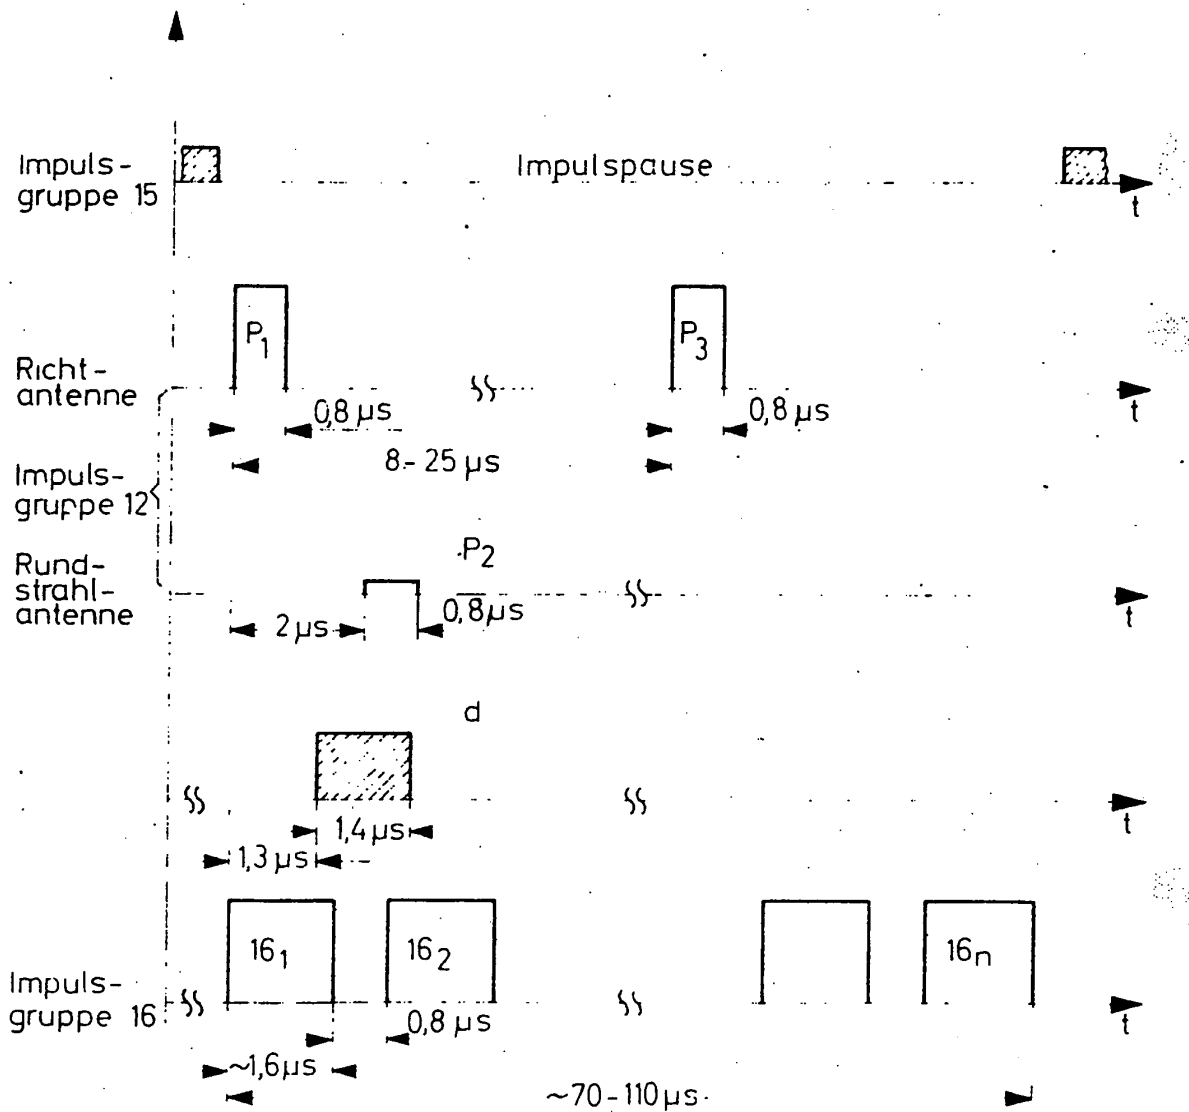 Impuls-
gruppe 15
Impulspause
t
P1
P3
Richt-
antenne
t
0,8 µs
0,8 µs
8-25 µs
Impuls-
gruppe 12
P2
Rund-
strahl-
antenne
2 µs
0,8 µs
t
d
1,4 µs
t
1,3 µs
16₁
16₂
16n
Impuls-
gruppe 16
0,8 µs
t
~1,6 µs
~70-110 µs